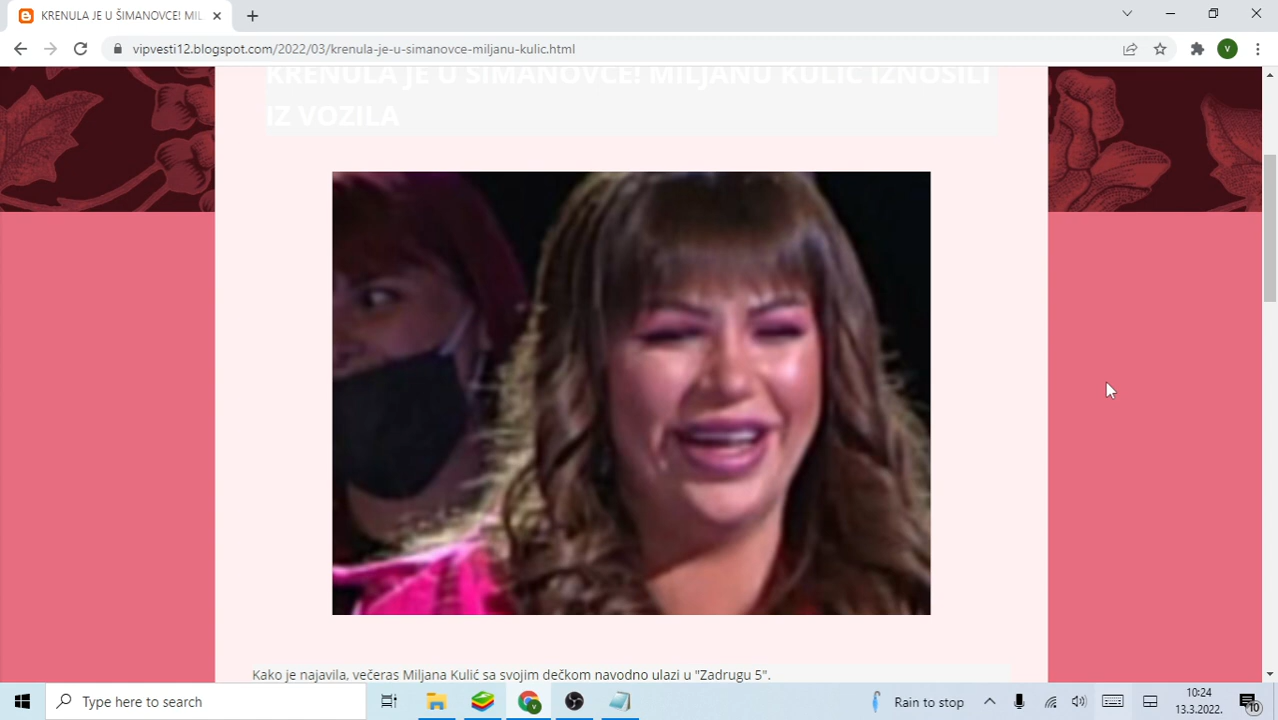 KRENULA JE U ŠIMANOVCE! MIL
vipvesti12.blogspot.com/2022/03/krenula-je-u-simanovce-miljanu-kulic.html
V
KRENULA JE U ŠIMANOVCE! MILJANU KULIĆ IZNOSILI
IZ VOZILA
Kako je najavila, večeras Miljana Kulić sa svojim dečkom navodno ulazi u "Zadrugu 5".
Type here to search
V
Rain to stop
10:24
13.3.2022.
10